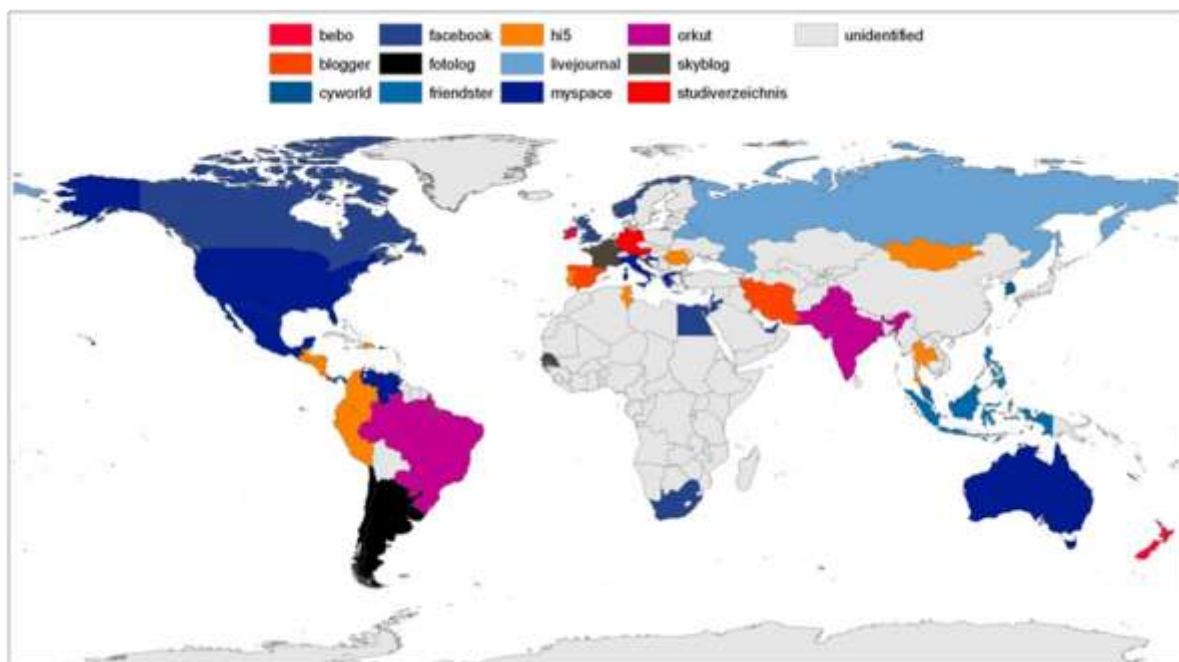 bebo facebook hi5 orkut unidentified
blogger fotolog livejournal skyblog
cyworld friendster myspace studiverzeichnis